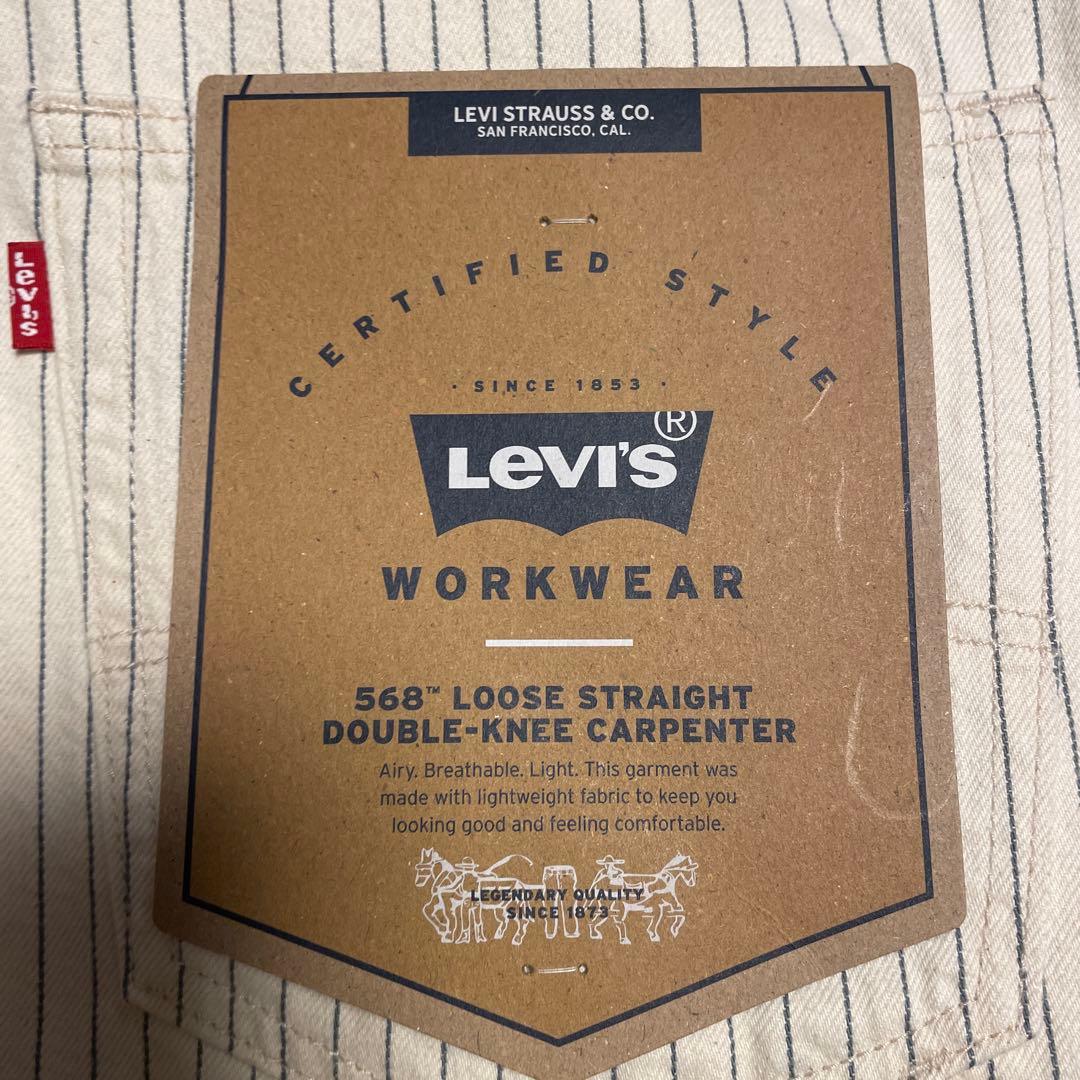 LEVI STRAUSS & CO.
SAN FRANCISCO, CAL.
CERTIFIED STYLE
· SINCE 1853 ·
LEVI'S®
WORKWEAR
568™ LOOSE STRAIGHT
DOUBLE-KNEE CARPENTER
Airy. Breathable. Light. This garment was
made with lightweight fabric to keep you
looking good and feeling comfortable.
LEGENDARY QUALITY
SINCE 1873
Levi's